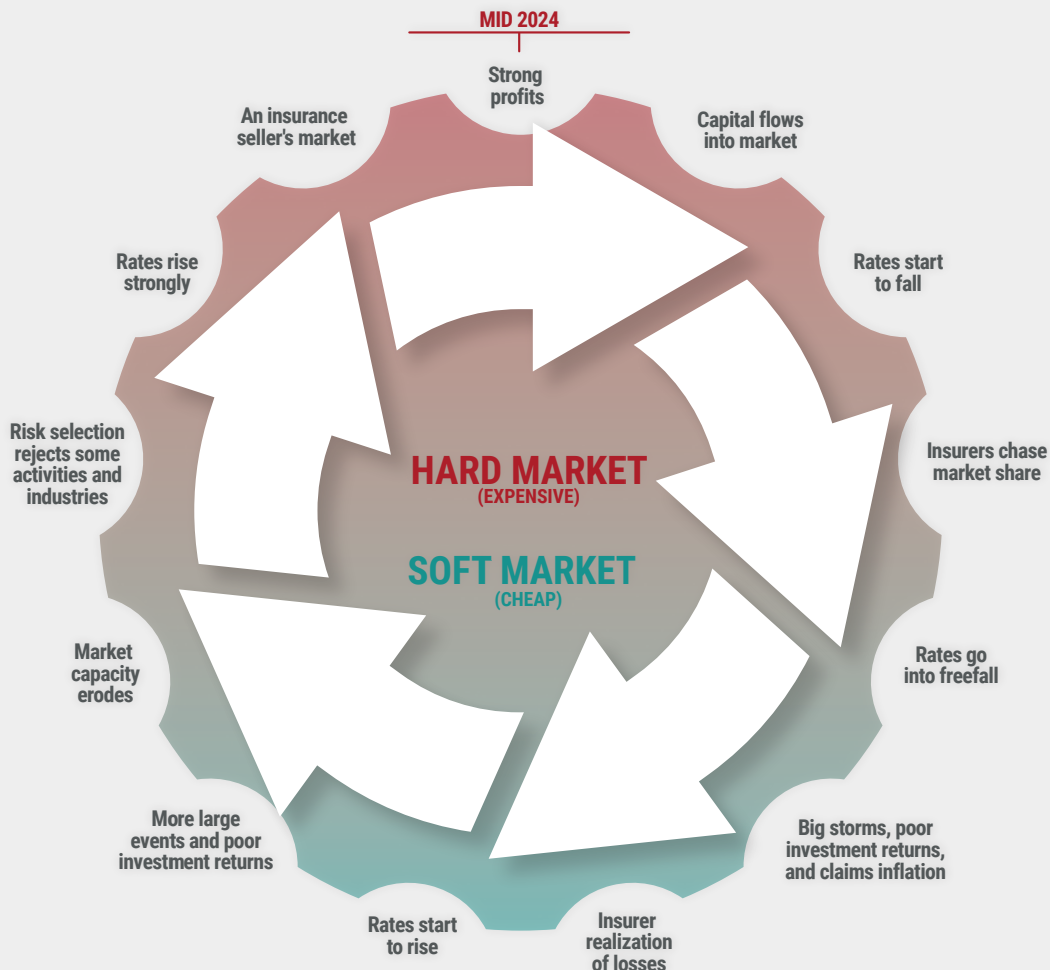 MID 2024
Strong
profits
Capital flows
into market
Rates start
to fall
Insurers chase
market share
Rates go
into freefall
Big storms, poor
investment returns,
and claims inflation
Insurer
realization
of losses
Rates start
to rise
More large
events and poor
investment returns
Market
capacity
erodes
Risk selection
rejects some
activities and
industries
Rates rise
strongly
An insurance
seller's market
HARD MARKET
(EXPENSIVE)
SOFT MARKET
(CHEAP)